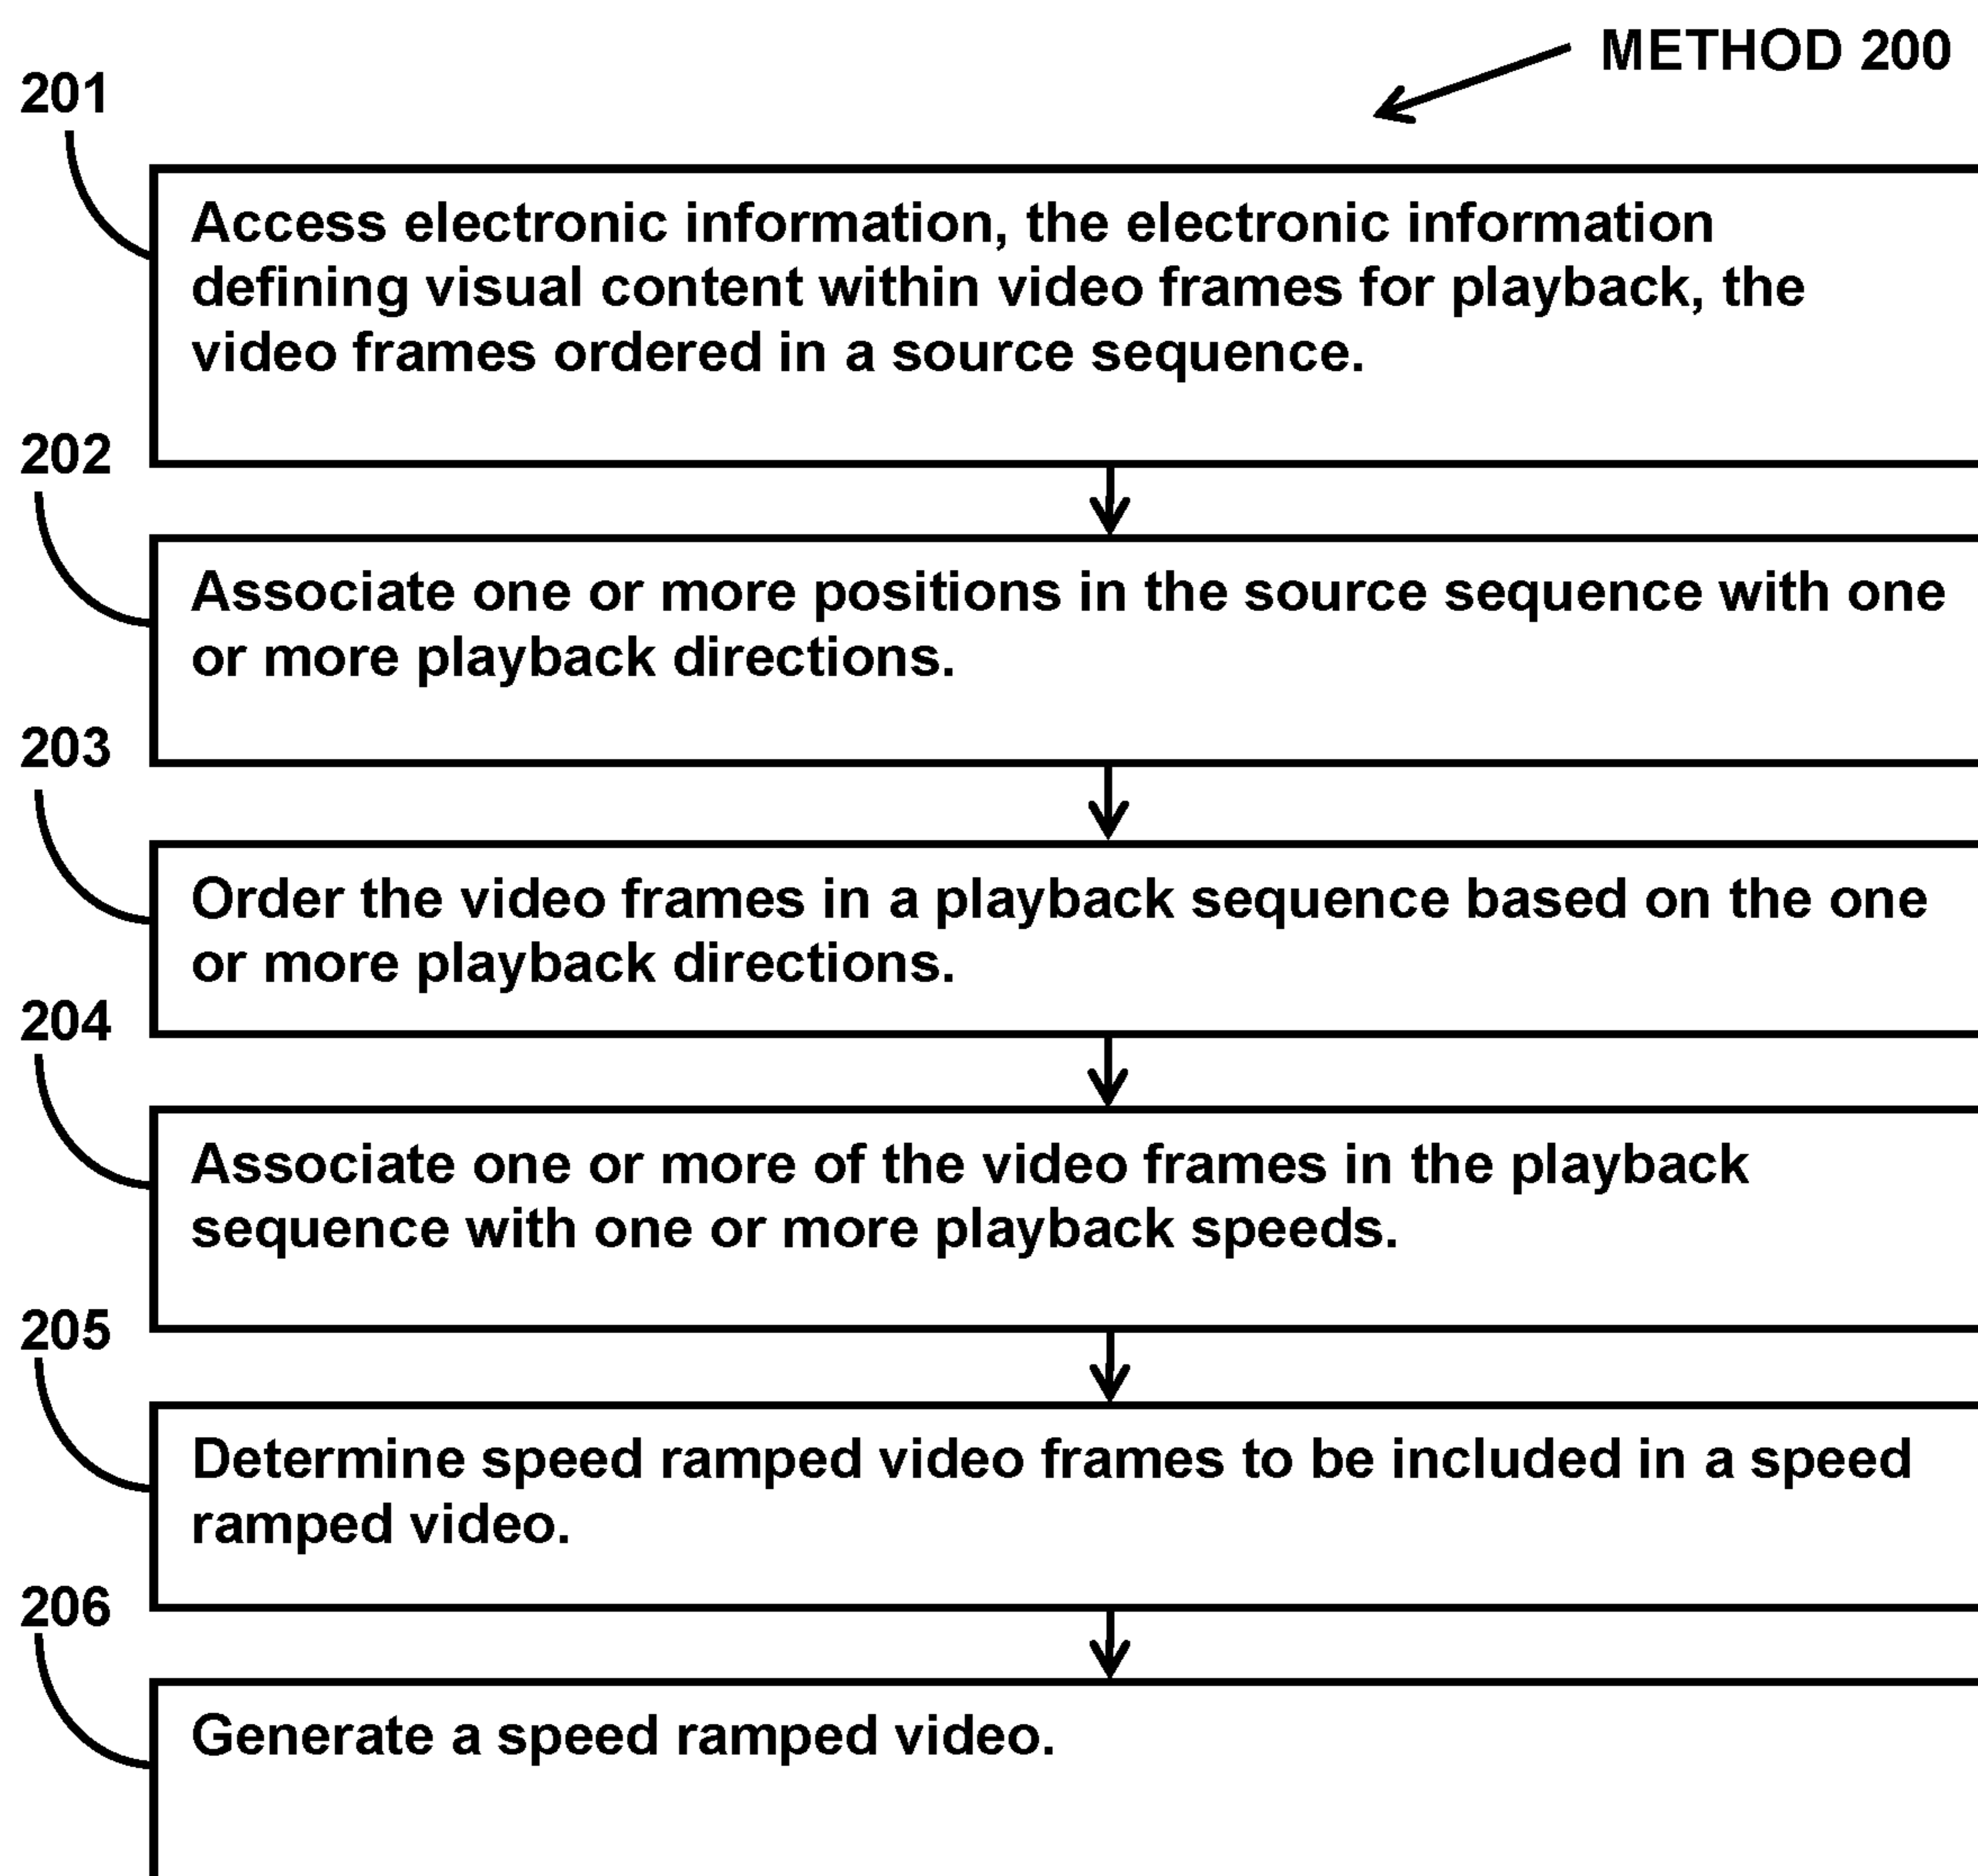 METHOD 200
201
Access electronic information, the electronic information
defining visual content within video frames for playback, the
video frames ordered in a source sequence.
202
Associate one or more positions in the source sequence with one
or more playback directions.
203
Order the video frames in a playback sequence based on the one
or more playback directions.
204
Associate one or more of the video frames in the playback
sequence with one or more playback speeds.
205
Determine speed ramped video frames to be included in a speed
ramped video.
206
Generate a speed ramped video.